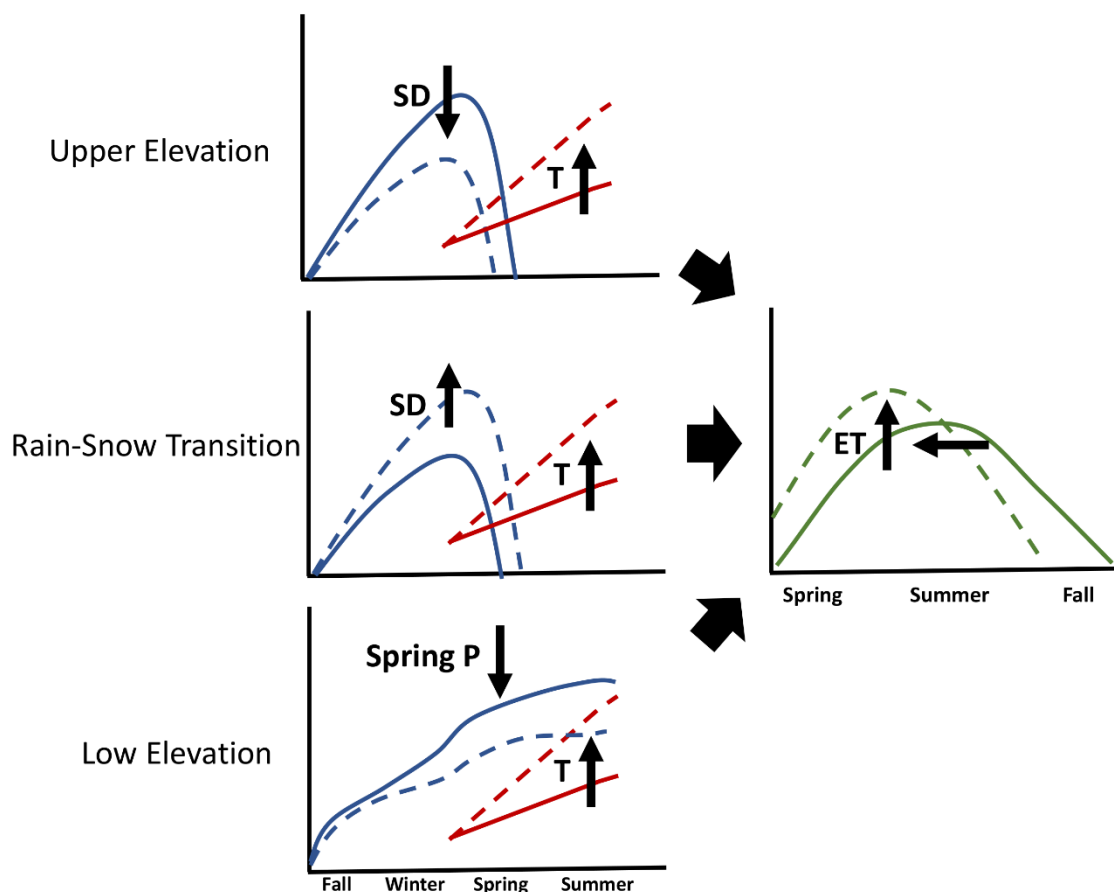 Upper Elevation
SD
T
Rain-Snow Transition
SD
T
ET
Spring Summer Fall
Low Elevation
Spring P
T
Fall Winter Spring Summer